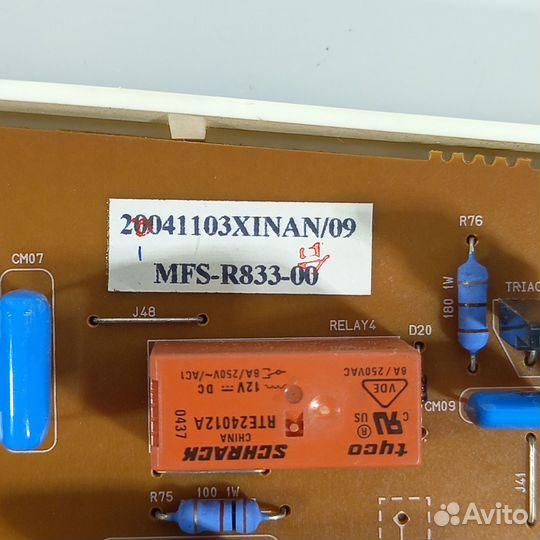 20041103XINAN/09
MFS-R833-00
R76
CM07
180 1W
TRIAC
J48
RELAY4
D20
8A/250VAC
VDE
C
US
tyco
12V DC
8A/250V~/AC1
RTE24012A
0437
CHINA
SCHRACK
CM09
J41
R75
100 1W
Avito